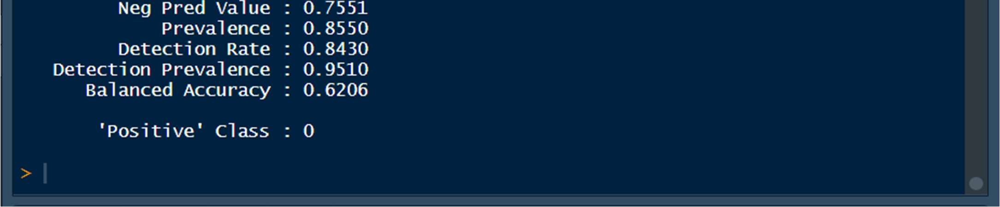 Neg Pred Value : 0.7551
Prevalence : 0.8550
Detection Rate : 0.8430
Detection Prevalence : 0.9510
Balanced Accuracy : 0.6206
'Positive' Class : 0
>